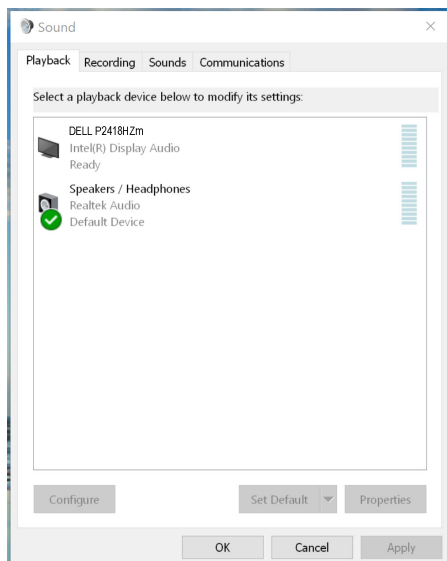 Sound
Playback Recording Sounds Communications
Select a playback device below to modify its settings:
DELL P2418HZm
Intel(R) Display Audio
Ready
Speakers / Headphones
Realtek Audio
Default Device
Configure Set Default Properties
OK Cancel Apply